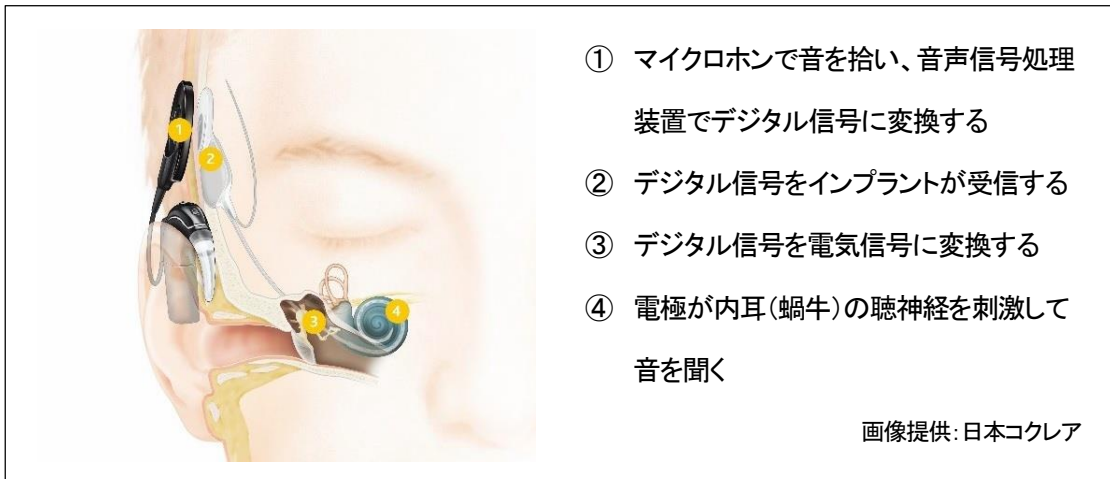 ① マイクロホンで音を拾い、音声信号処理
装置でデジタル信号に変換する
② デジタル信号をインプラントが受信する
③ デジタル信号を電気信号に変換する
④ 電極が内耳(蝸牛)の聴神経を刺激して
音を聞く
画像提供:日本コクレア
1
2
3
4